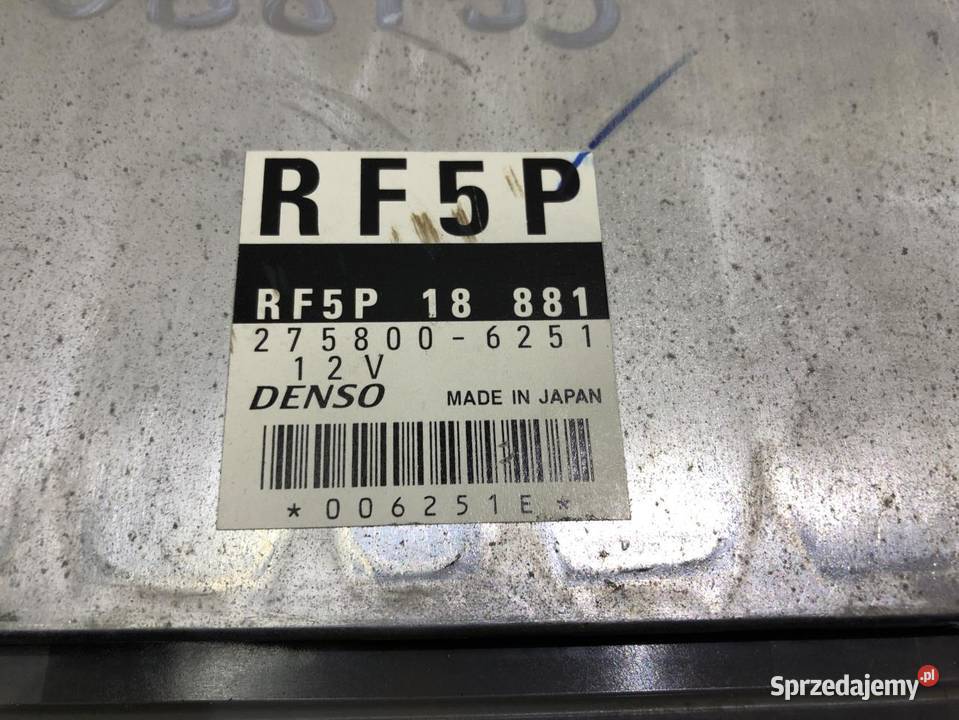 RF5P
RF5P 18 881
275800-6251
12V
DENSO MADE IN JAPAN
*006251E*
Sprzedajemy.pl